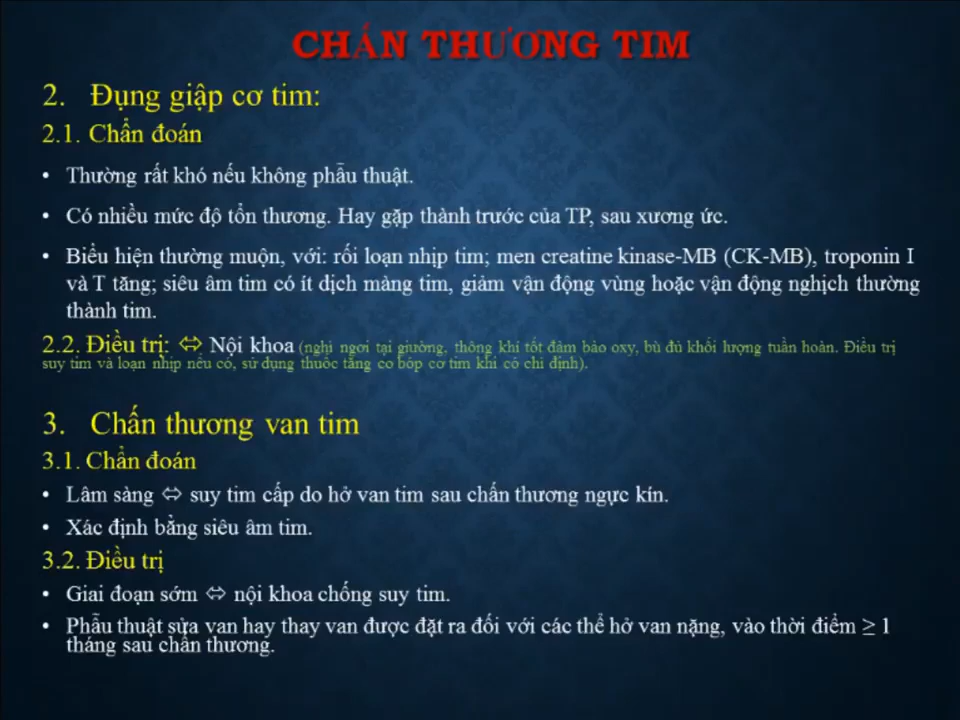 CHẤN THƯƠNG TIM
2. Đụng giập cơ tim:
2.1. Chẩn đoán
• Thường rất khó nếu không phẫu thuật.
• Có nhiều mức độ tổn thương. Hay gặp thành trước của TP, sau xương ức.
• Biểu hiện thường muộn, với: rối loạn nhịp tim; men creatine kinase-MB (CK-MB), troponin I
và T tăng; siêu âm tim có ít dịch màng tim, giảm vận động vùng hoặc vận động nghịch thường
thành tim.
2.2. Điều trị: ⇔ Nội khoa (nghỉ ngơi tại giường, thông khí tốt đảm bảo oxy, bù đủ khối lượng tuần hoàn. Điều trị
suy tim và loạn nhịp nếu có, sử dụng thuốc tăng co bóp cơ tim khi có chỉ định).
3. Chấn thương van tim
3.1. Chẩn đoán
• Lâm sàng ⇔ suy tim cấp do hở van tim sau chấn thương ngực kín.
• Xác định bằng siêu âm tim.
3.2. Điều trị
• Giai đoạn sớm ⇔ nội khoa chống suy tim.
• Phẫu thuật sửa van hay thay van được đặt ra đối với các thể hở van nặng, vào thời điểm ≥ 1
tháng sau chấn thương.